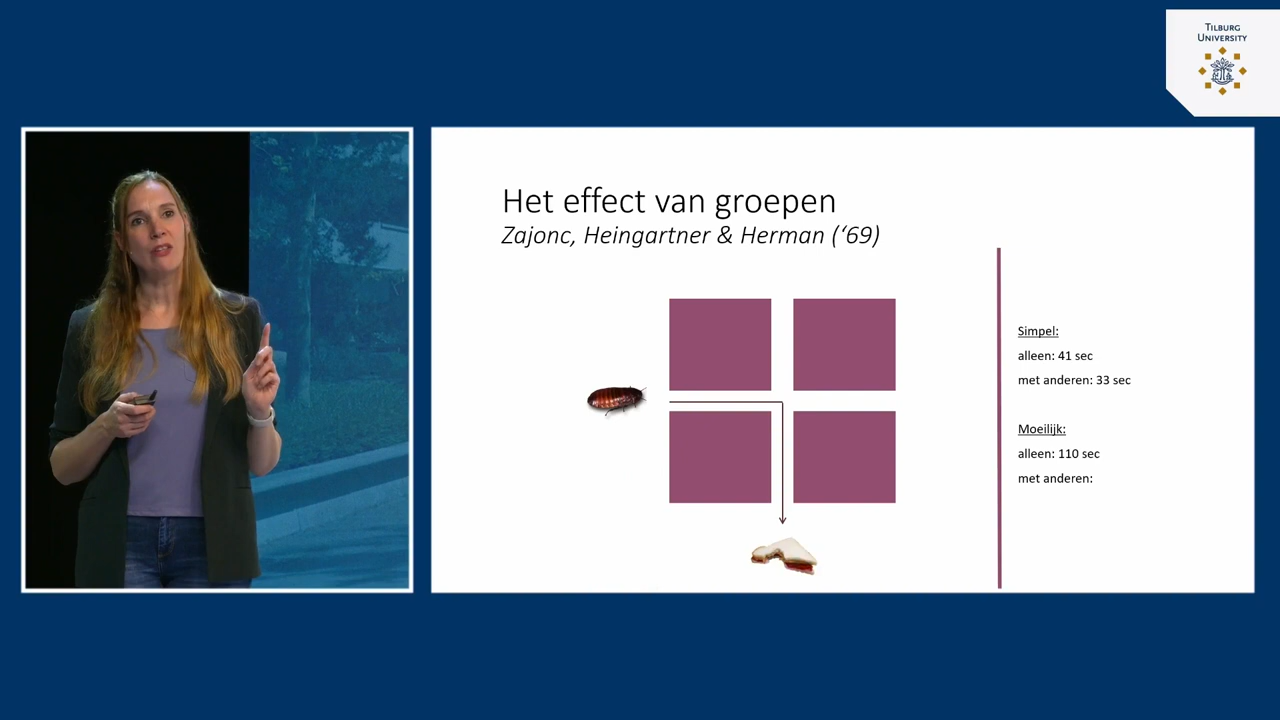 TILBURG
UNIVERSITY
Het effect van groepen
Zajonc, Heingartner & Herman (‘69)
Simpel:
alleen: 41 sec
met anderen: 33 sec
Moeilijk:
alleen: 110 sec
met anderen: